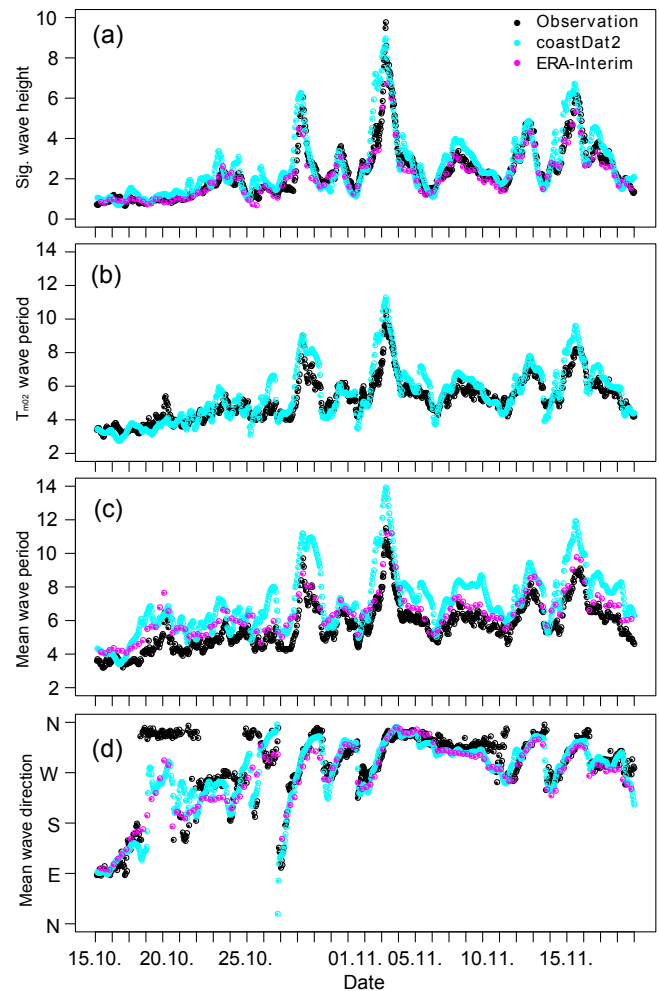 (a)
Observation
coastDat2
ERA-Interim
Sig. wave height
10
8
6
4
2
0
(b)
Tm02 wave period
14
12
10
8
6
4
2
(c)
Mean wave period
14
12
10
8
6
4
2
(d)
Mean wave direction
N
W
S
E
N
15.10. 20.10. 25.10. 01.11. 05.11. 10.11. 15.11.
Date